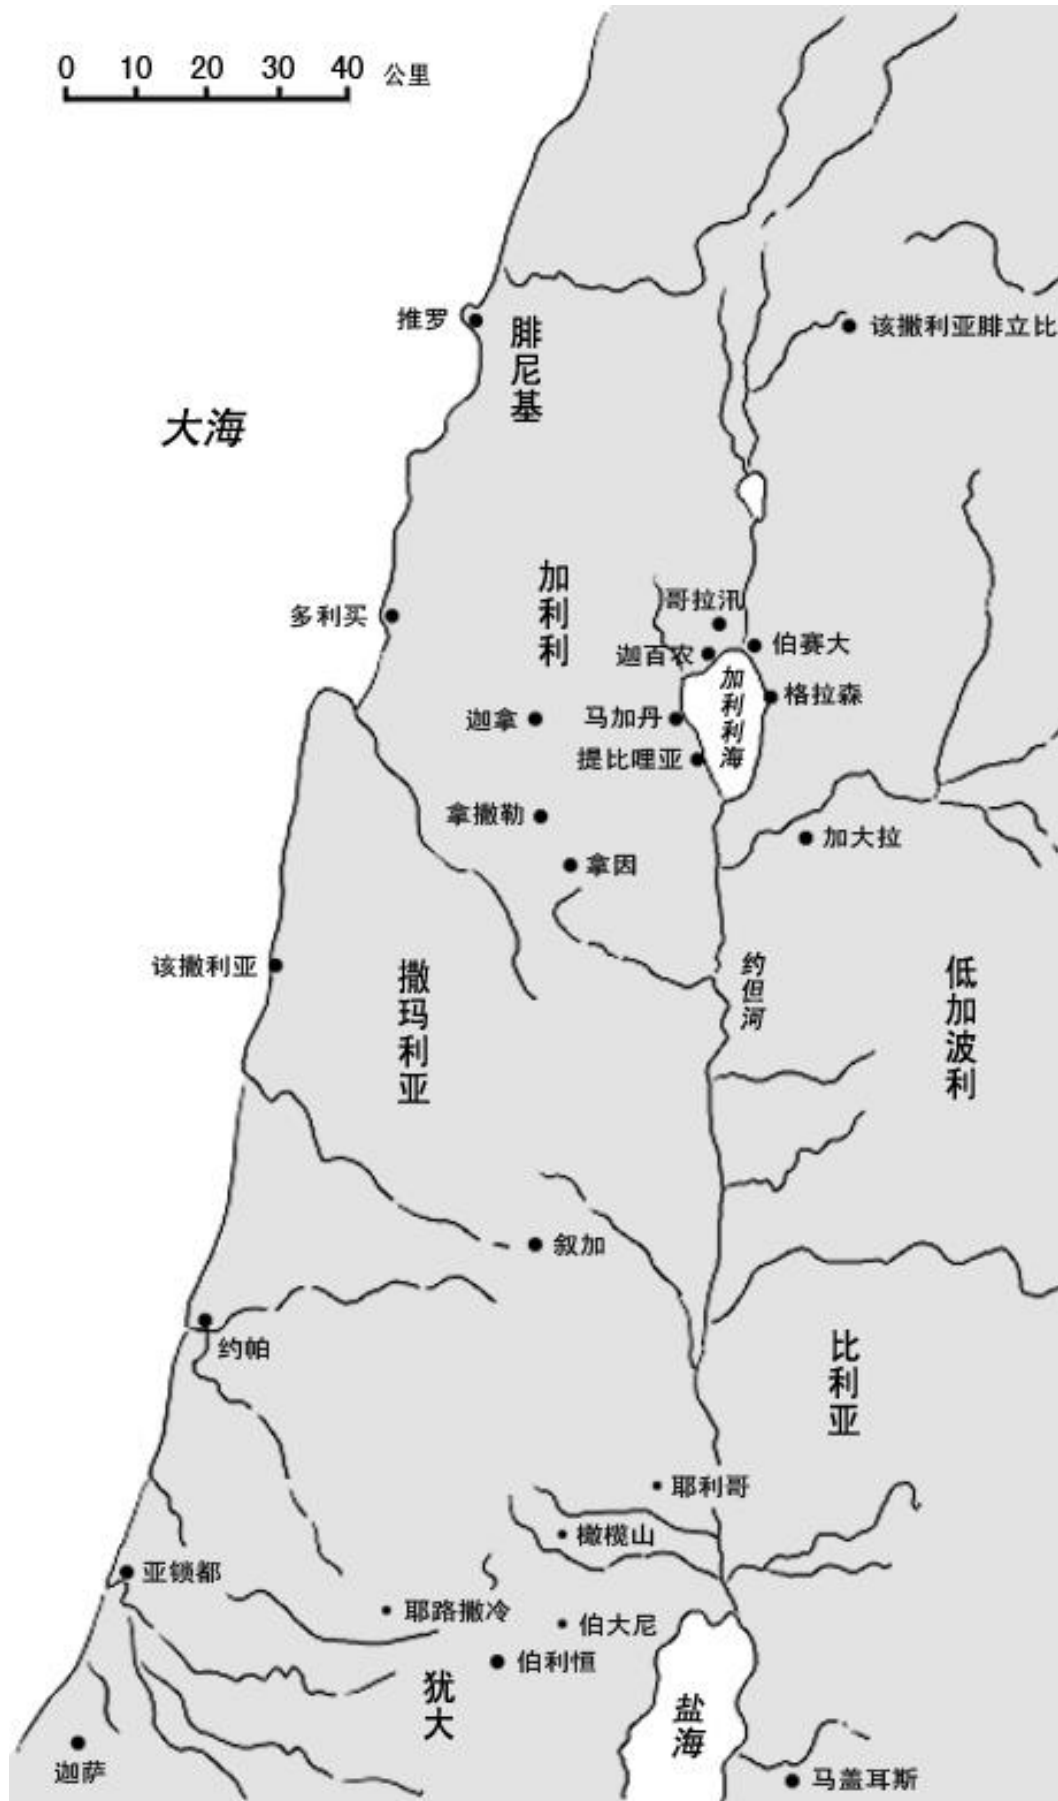 0 10 20 30 40 公里
推罗
腓尼基
该撒利亚腓立比
大海
加利利
哥拉汛
多利买
伯赛大
迦百农
加利利海
格拉森
迦拿
马加丹
提比哩亚
拿撒勒
加大拉
拿因
该撒利亚
撒玛利亚
约但河
低加波利
叙加
约帕
比利亚
耶利哥
橄榄山
亚锁都
耶路撒冷
伯大尼
伯利恒
犹大
盐海
迦萨
马盖耳斯